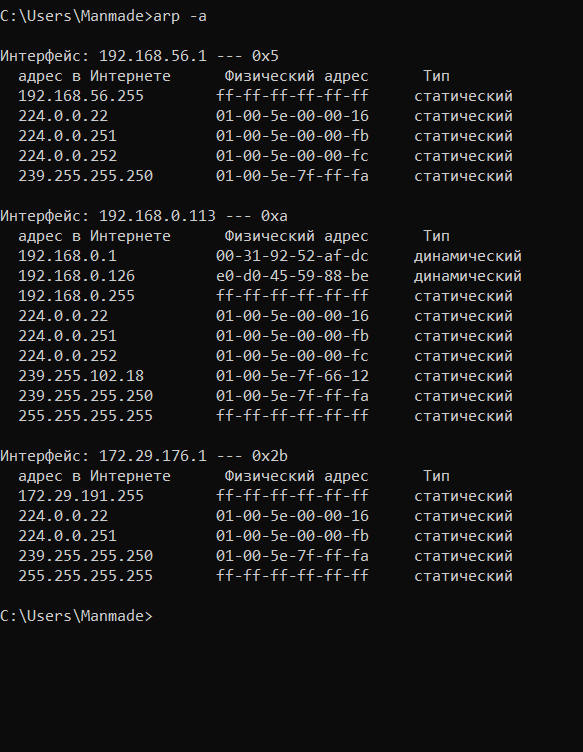 C:\Users\Manmade>arp -a
Интерфейс: 192.168.56.1 --- 0x5
адрес в Интернете Физический адрес Тип
192.168.56.255 ff-ff-ff-ff-ff-ff статический
224.0.0.22 01-00-5e-00-00-16 статический
224.0.0.251 01-00-5e-00-00-fb статический
224.0.0.252 01-00-5e-00-00-fc статический
239.255.255.250 01-00-5e-7f-ff-fa статический
Интерфейс: 192.168.0.113 --- 0xa
адрес в Интернете Физический адрес Тип
192.168.0.1 00-31-92-52-af-dc динамический
192.168.0.126 e0-d0-45-59-88-be динамический
192.168.0.255 ff-ff-ff-ff-ff-ff статический
224.0.0.22 01-00-5e-00-00-16 статический
224.0.0.251 01-00-5e-00-00-fb статический
224.0.0.252 01-00-5e-00-00-fc статический
239.255.102.18 01-00-5e-7f-66-12 статический
239.255.255.250 01-00-5e-7f-ff-fa статический
255.255.255.255 ff-ff-ff-ff-ff-ff статический
Интерфейс: 172.29.176.1 --- 0x2b
адрес в Интернете Физический адрес Тип
172.29.191.255 ff-ff-ff-ff-ff-ff статический
224.0.0.22 01-00-5e-00-00-16 статический
224.0.0.251 01-00-5e-00-00-fb статический
239.255.255.250 01-00-5e-7f-ff-fa статический
255.255.255.255 ff-ff-ff-ff-ff-ff статический
C:\Users\Manmade>